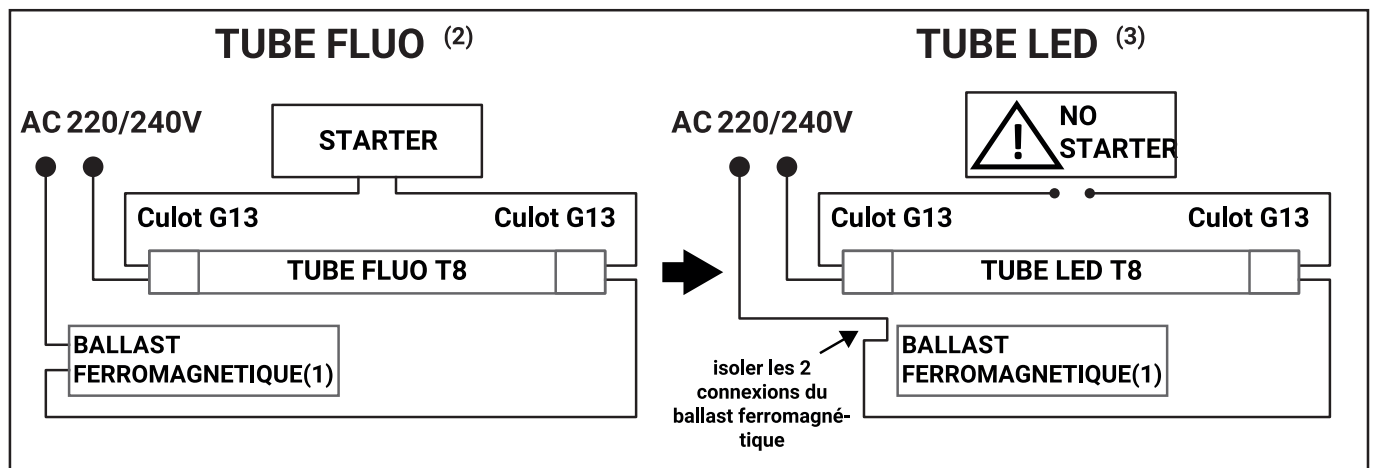 TUBE FLUO (2)
AC 220/240V
STARTER
Culot G13
Culot G13
TUBE FLUO T8
BALLAST
FERROMAGNETIQUE(1)
TUBE LED (3)
AC 220/240V
NO
STARTER
Culot G13
Culot G13
TUBE LED T8
isoler les 2
connexions du
ballast ferromagné-
tique
BALLAST
FERROMAGNETIQUE(1)